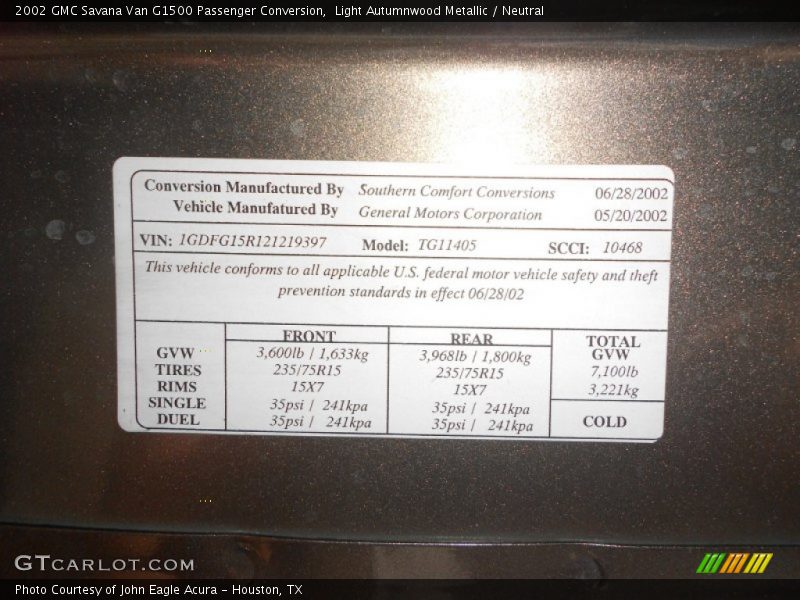 2002 GMC Savana Van G1500 Passenger Conversion,  Light Autumnwood Metallic / Neutral
Conversion Manufactured By Southern Comfort Conversions 06/28/2002
Vehicle Manufatured By General Motors Corporation 05/20/2002
VIN: 1GDFG15R121219397 Model: TG11405 SCCI: 10468
This vehicle conforms to all applicable U.S. federal motor vehicle safety and theft
prevention standards in effect 06/28/02
FRONT REAR TOTAL
GVW 3,600lb / 1,633kg 3,968lb / 1,800kg GVW
TIRES 235/75R15 235/75R15 7,100lb
RIMS 15X7 15X7 3,221kg
SINGLE 35psi / 241kpa 35psi / 241kpa
DUEL 35psi / 241kpa 35psi / 241kpa COLD
GTCARLOT.COM
Photo Courtesy of John Eagle Acura - Houston, TX